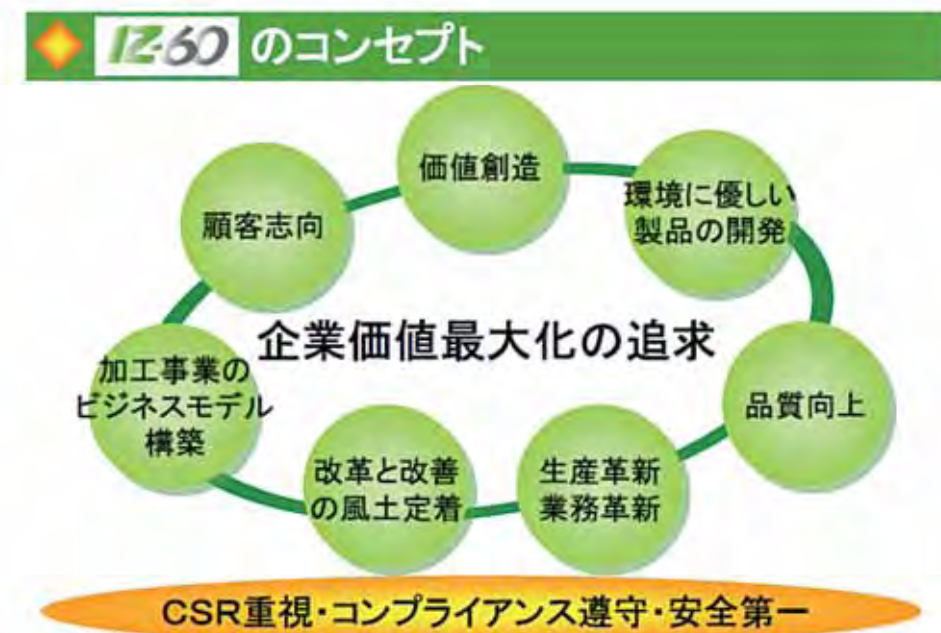 IZ-60 のコンセプト
価値創造
環境に優しい
製品の開発
顧客志向
企業価値最大化の追求
加工事業の
ビジネスモデル
構築
品質向上
改革と改善
の風土定着
生産革新
業務革新
CSR重視・コンプライアンス遵守・安全第一